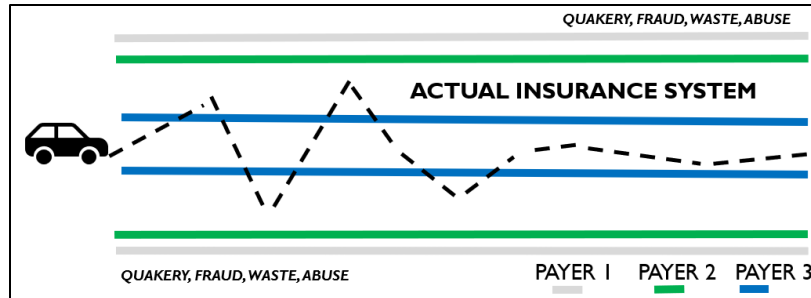 QUAKERY, FRAUD, WASTE, ABUSE
ACTUAL INSURANCE SYSTEM
QUAKERY, FRAUD, WASTE, ABUSE
PAYER 1 PAYER 2 PAYER 3